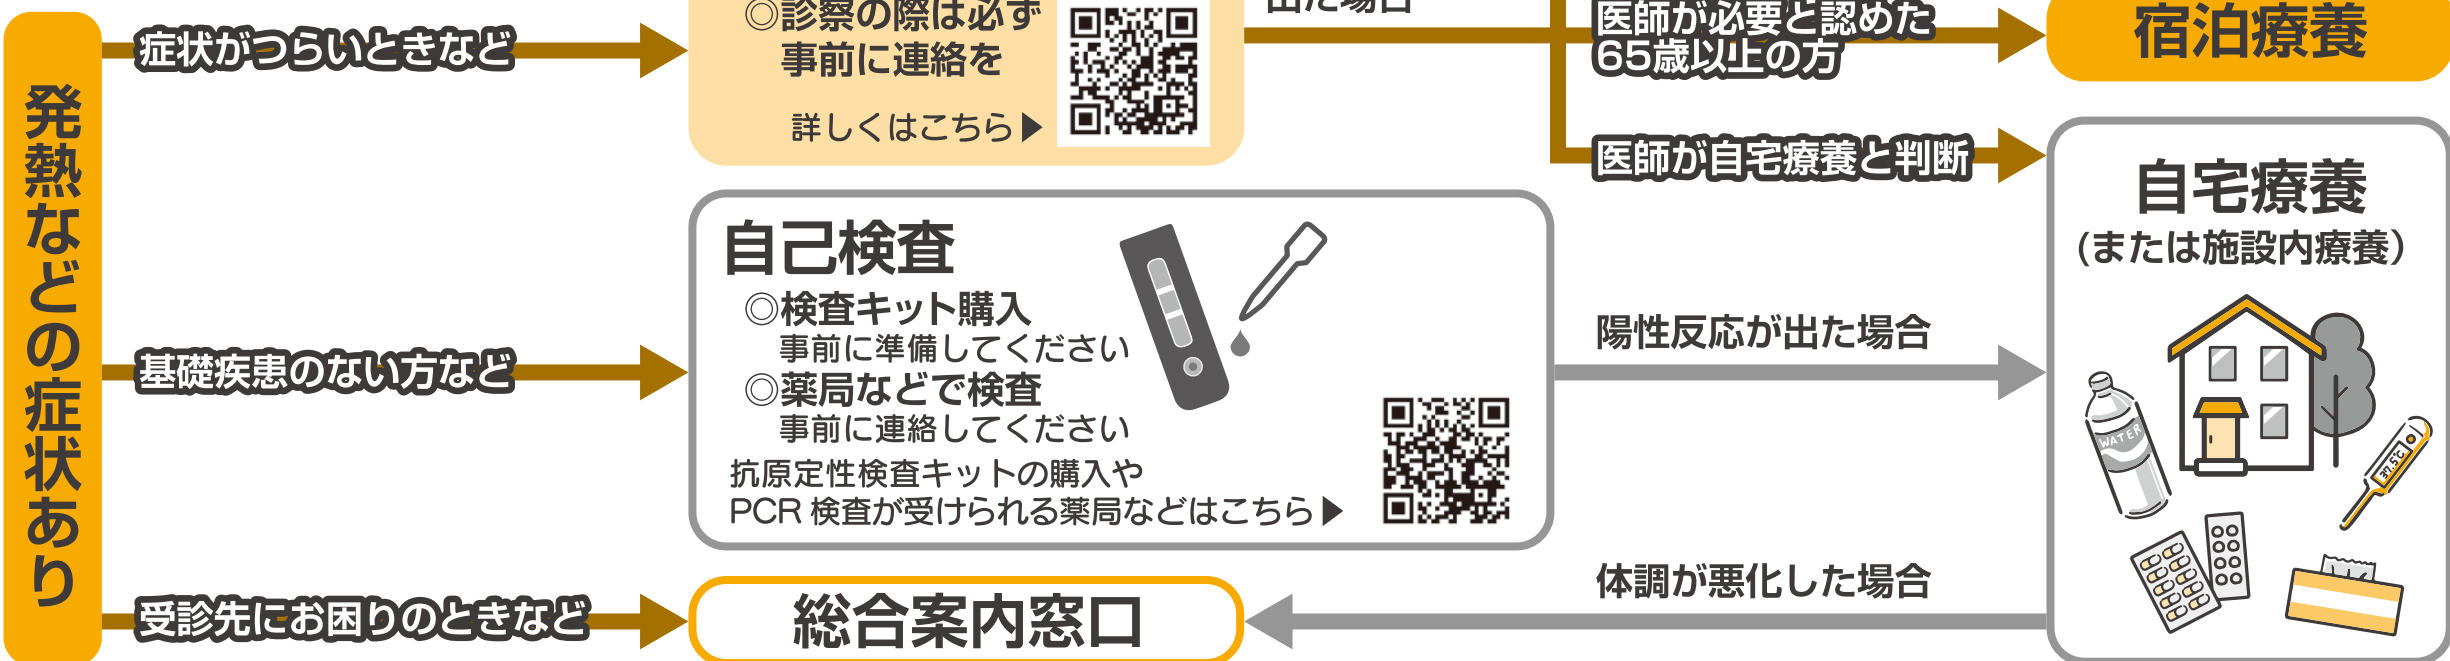 発熱などの症状あり
症状がつらいときなど
◎診察の際は必ず
事前に連絡を
詳しくはこちら▶
医師が必要と認めた
65歳以上の方
宿泊療養
医師が自宅療養と判断
基礎疾患のない方など
自己検査
◎検査キット購入
事前に準備してください
◎薬局などで検査
事前に連絡してください
抗原定性検査キットの購入や
PCR 検査が受けられる薬局などはこちら▶
陽性反応が出た場合
自宅療養
（または施設内療養）
WATER
37.5℃
受診先にお困りのときなど
総合案内窓口
体調が悪化した場合